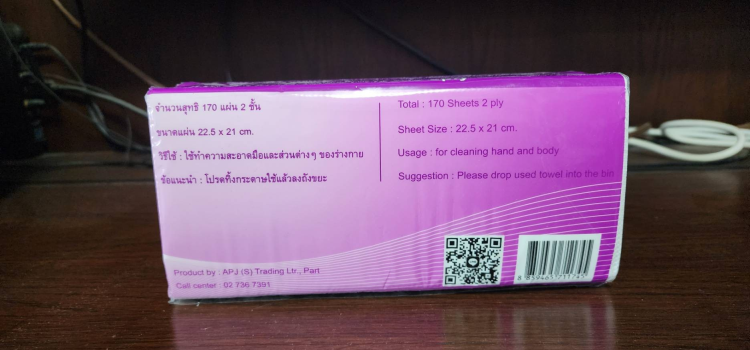 จำนวนสุทธิ 170 แผ่น 2 ชั้น
ขนาดแผ่น 22.5 x 21 cm.
วิธีใช้ : ใช้ทำความสะอาดมือและส่วนต่างๆ ของร่างกาย
ข้อแนะนำ : โปรดทิ้งกระดาษใช้แล้วลงถังขยะ
Total : 170 Sheets 2 ply
Sheet Size : 22.5 x 21 cm.
Usage : for cleaning hand and body
Suggestion : Please drop used towel into the bin
Product by : APJ (S) Trading Ltr., Part
Call center : 02 736 7391